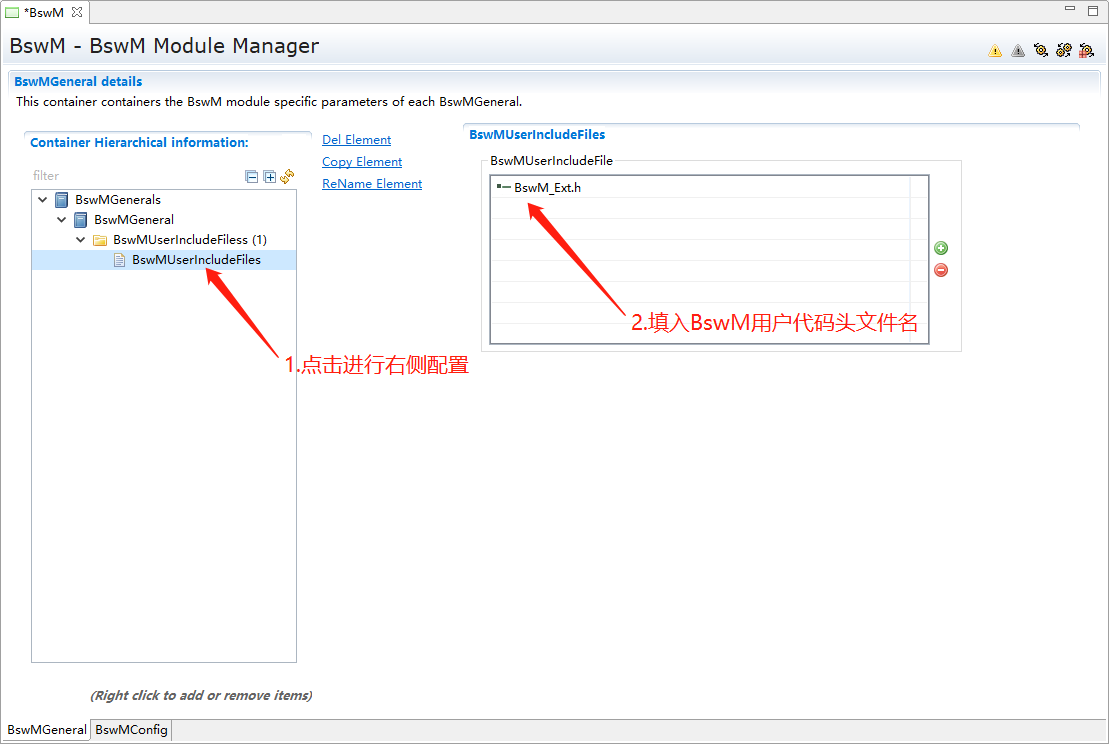 *BswM
BswM - BswM Module Manager
BswMGeneral details
This container containers the BswM module specific parameters of each BswMGeneral.
Container Hierarchical information:
filter
BswMGenerals
BswMGeneral
BswMUserIncludeFiless (1)
BswMUserIncludeFiles
1.点击进行右侧配置
(Right click to add or remove items)
Del Element
Copy Element
ReName Element
BswMUserIncludeFiles
BswMUserIncludeFile
BswM_Ext.h
2.填入BswM用户代码头文件名
BswMGeneral
BswMConfig